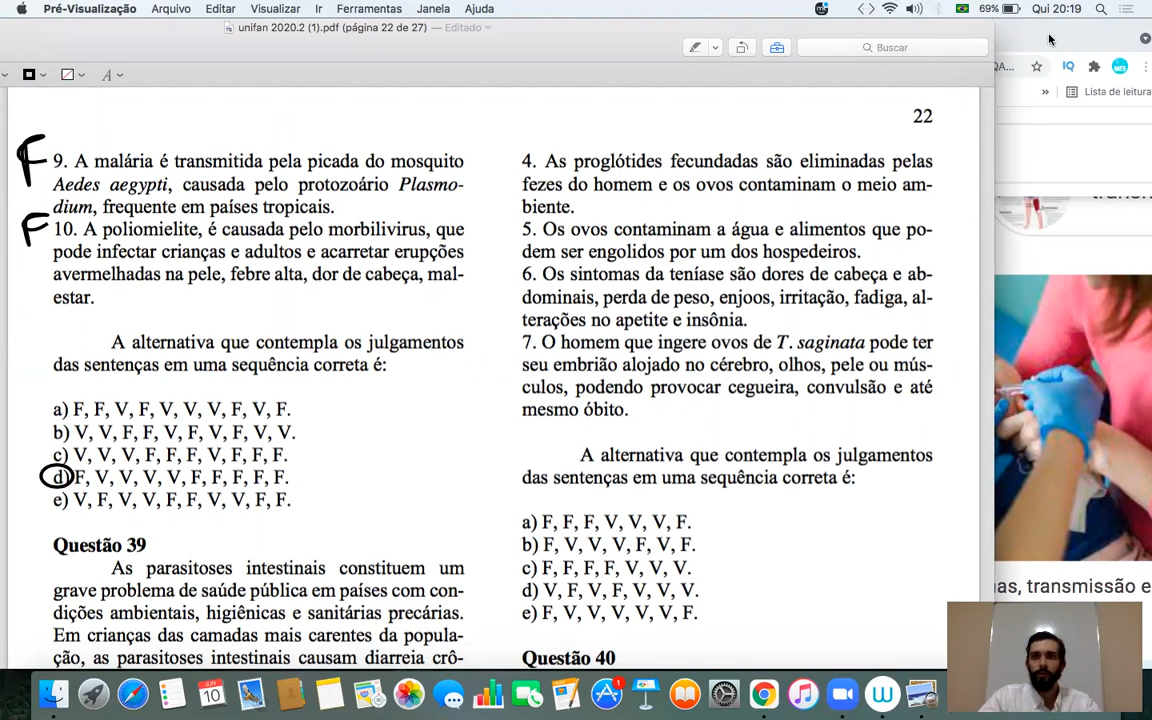 Pré-Visualização Arquivo Editar Visualizar Ir Ferramentas Janela Ajuda 69% Qui 20:19
unifan 2020.2 (1).pdf (página 22 de 27) — Editado
Buscar
QA...
Lista de leitura
22
F
9. A malária é transmitida pela picada do mosquito
Aedes aegypti, causada pelo protozoário Plasmo-
dium, frequente em países tropicais.
F
10. A poliomielite, é causada pelo morbilivirus, que
pode infectar crianças e adultos e acarretar erupções
avermelhadas na pele, febre alta, dor de cabeça, mal-
estar.
A alternativa que contempla os julgamentos
das sentenças em uma sequência correta é:
a) F, F, V, F, V, V, V, F, V, F.
b) V, V, F, F, V, F, V, F, V, V.
c) V, V, V, F, F, F, V, F, F, F.
d) F, V, V, V, V, F, F, F, F, F.
e) V, F, V, V, F, F, V, V, F, F.
Questão 39
As parasitoses intestinais constituem um
grave problema de saúde pública em países com con-
dições ambientais, higiênicas e sanitárias precárias.
Em crianças das camadas mais carentes da popula-
ção, as parasitoses intestinais causam diarreia crô-
4. As proglótides fecundadas são eliminadas pelas
fezes do homem e os ovos contaminam o meio am-
biente.
5. Os ovos contaminam a água e alimentos que po-
dem ser engolidos por um dos hospedeiros.
6. Os sintomas da teníase são dores de cabeça e ab-
dominais, perda de peso, enjoos, irritação, fadiga, al-
terações no apetite e insônia.
7. O homem que ingere ovos de T. saginata pode ter
seu embrião alojado no cérebro, olhos, pele ou mús-
culos, podendo provocar cegueira, convulsão e até
mesmo óbito.
A alternativa que contempla os julgamentos
das sentenças em uma sequência correta é:
a) F, F, F, V, V, V, F.
b) F, V, V, V, F, V, F.
c) F, F, F, F, V, V, V.
d) V, F, V, F, V, V, V.
e) F, V, V, V, V, V, F.
Questão 40
as, transmissão e
JUN
10
1